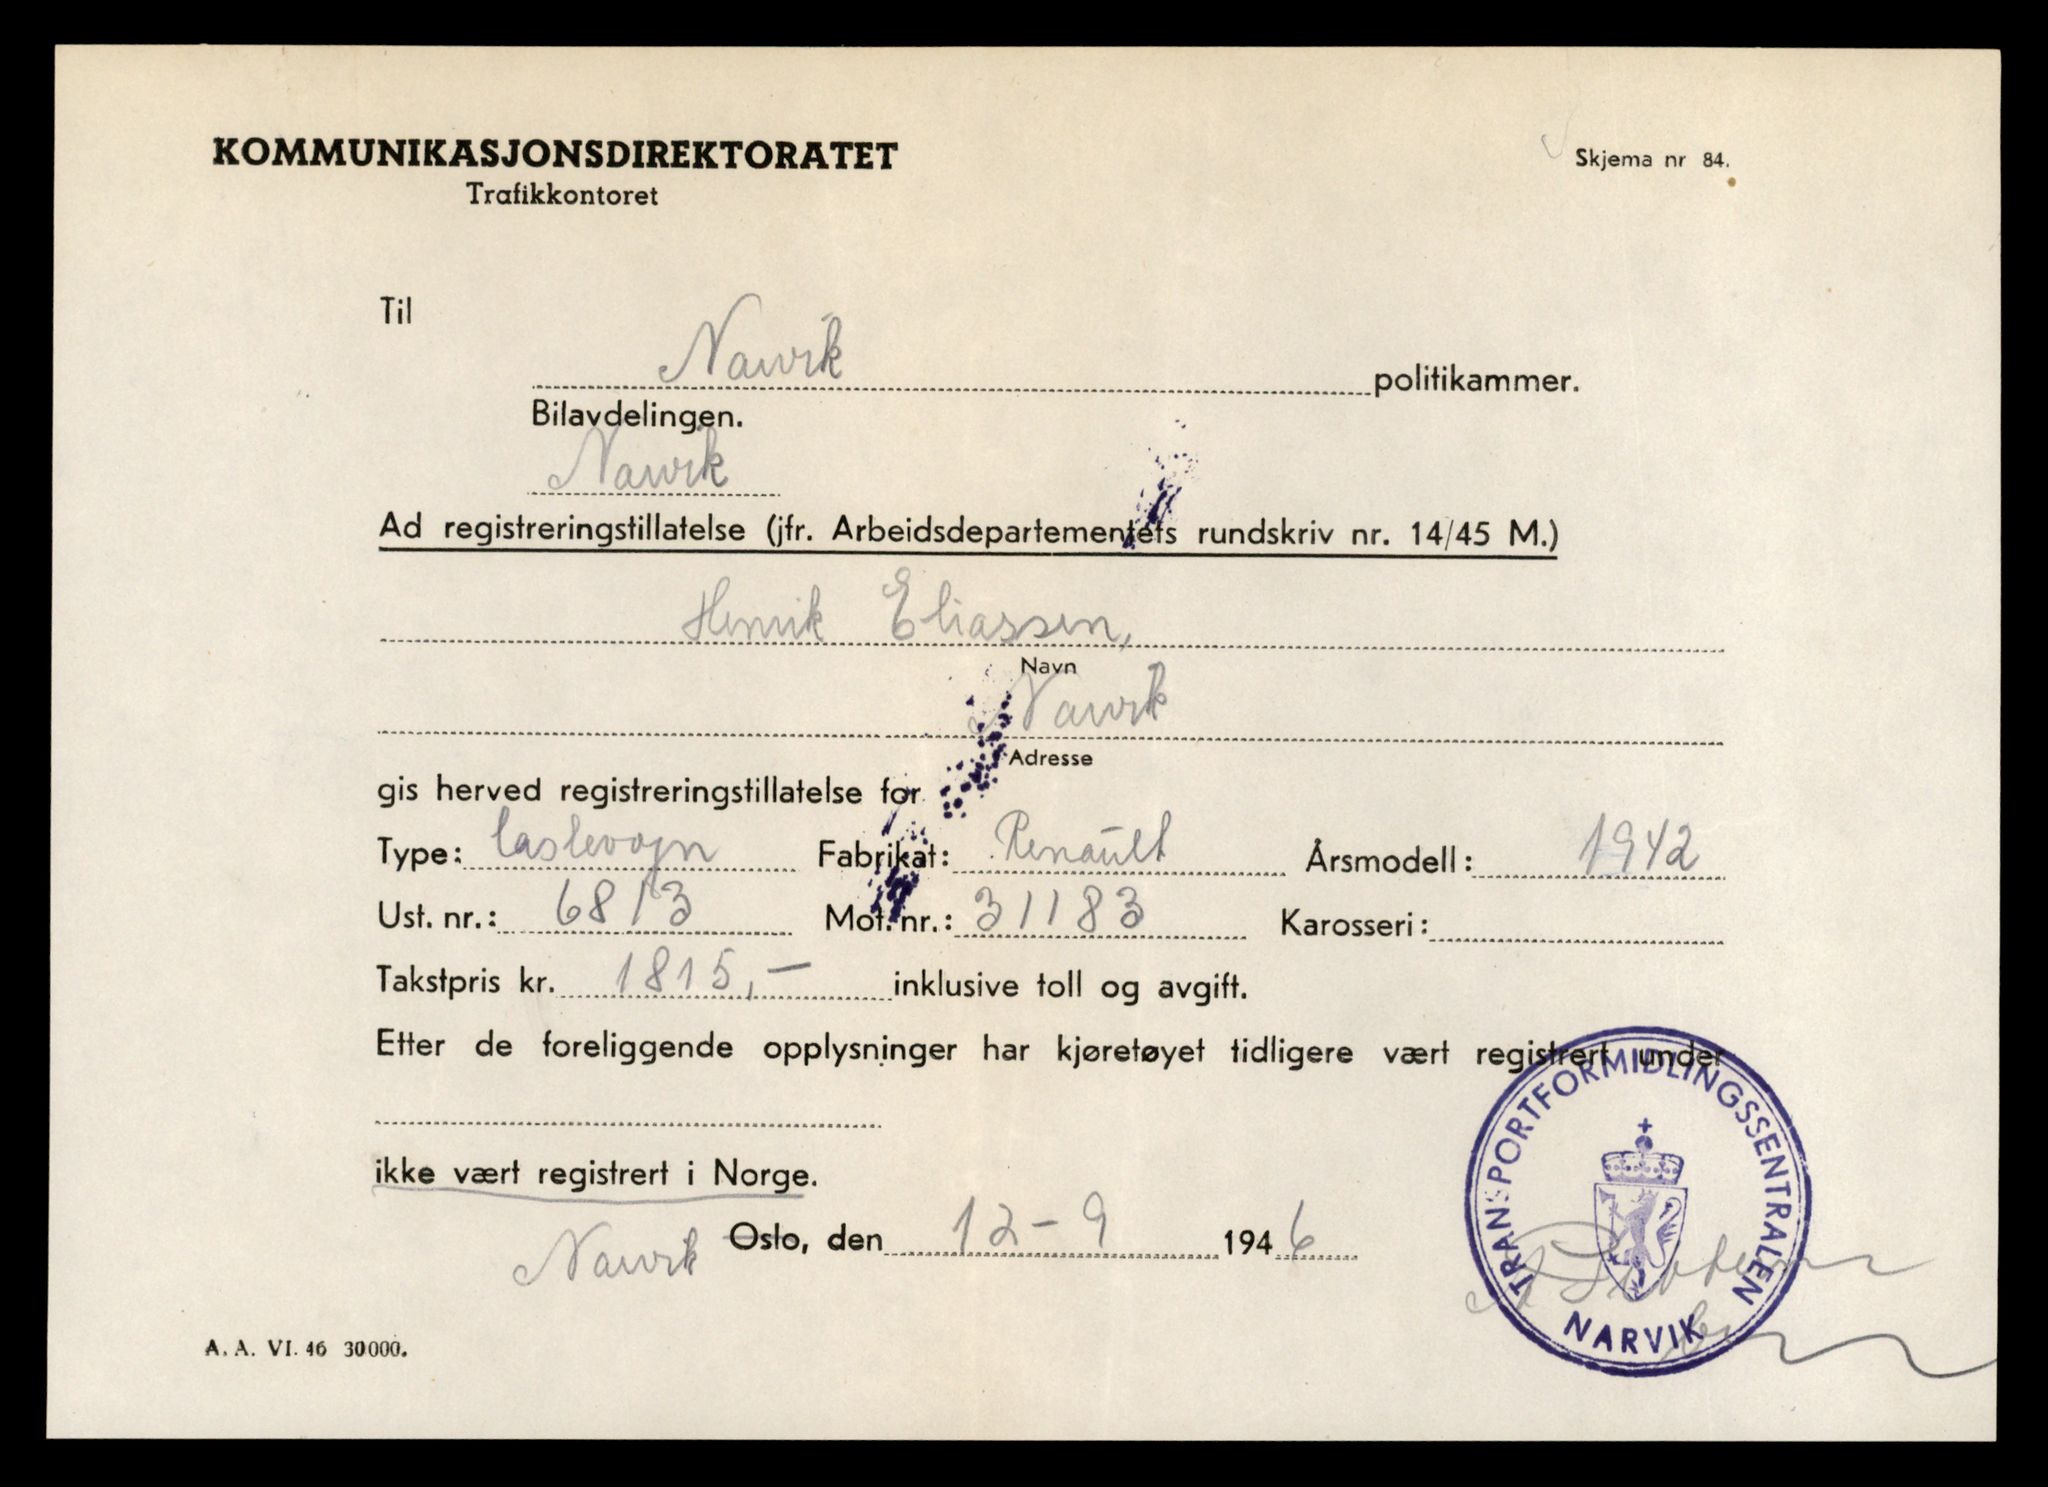 KOMMUNIKASJONSDIREKTORATET
Trafikkontoret
Skjema nr 84.
Til
Narvik politikammer.
Bilavdelingen.
Narvik
Ad registreringstillatelse (jfr. Arbeidsdepartementets rundskriv nr. 14/45 M.)
Henrik Eliassen,
Navn
Narvik
Adresse
gis herved registreringstillatelse for
Type: lastevogn Fabrikat: Renault Årsmodell: 1942
Ust. nr.: 6813 Mot. nr.: 31183 Karosseri:
Takstpris kr. 1815,- inklusive toll og avgift.
Etter de foreliggende opplysninger har kjøretøyet tidligere vært registrert under
ikke vært registrert i Norge.
Narvik Oslo, den 12-9 1946
TRANSPORTFORMIDLINGSSENTRALEN
NARVIK
A. A. VI. 46 30000.